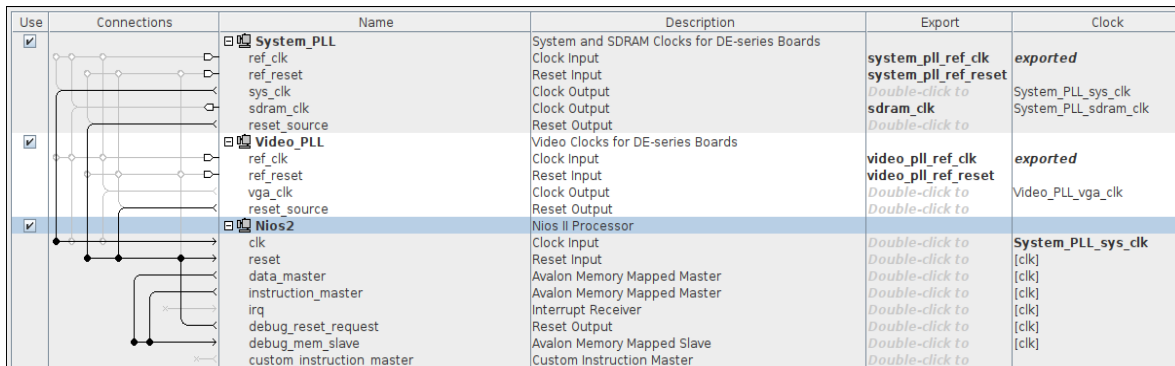 Use Connections Name Description Export Clock
System_PLL System and SDRAM Clocks for DE-series Boards
ref_clk Clock Input system_pll_ref_clk exported
ref_reset Reset Input system_pll_ref_reset
sys_clk Clock Output Double-click to System_PLL_sys_clk
sdram_clk Clock Output sdram_clk System_PLL_sdram_clk
reset_source Reset Output Double-click to
Video_PLL Video Clocks for DE-series Boards
ref_clk Clock Input video_pll_ref_clk exported
ref_reset Reset Input video_pll_ref_reset
vga_clk Clock Output Double-click to Video_PLL_vga_clk
reset_source Reset Output Double-click to
Nios2 Nios II Processor
clk Clock Input Double-click to System_PLL_sys_clk
reset Reset Input Double-click to [clk]
data_master Avalon Memory Mapped Master Double-click to [clk]
instruction_master Avalon Memory Mapped Master Double-click to [clk]
irq Interrupt Receiver Double-click to [clk]
debug_reset_request Reset Output Double-click to [clk]
debug_mem_slave Avalon Memory Mapped Slave Double-click to [clk]
custom_instruction_master Custom Instruction Master Double-click to